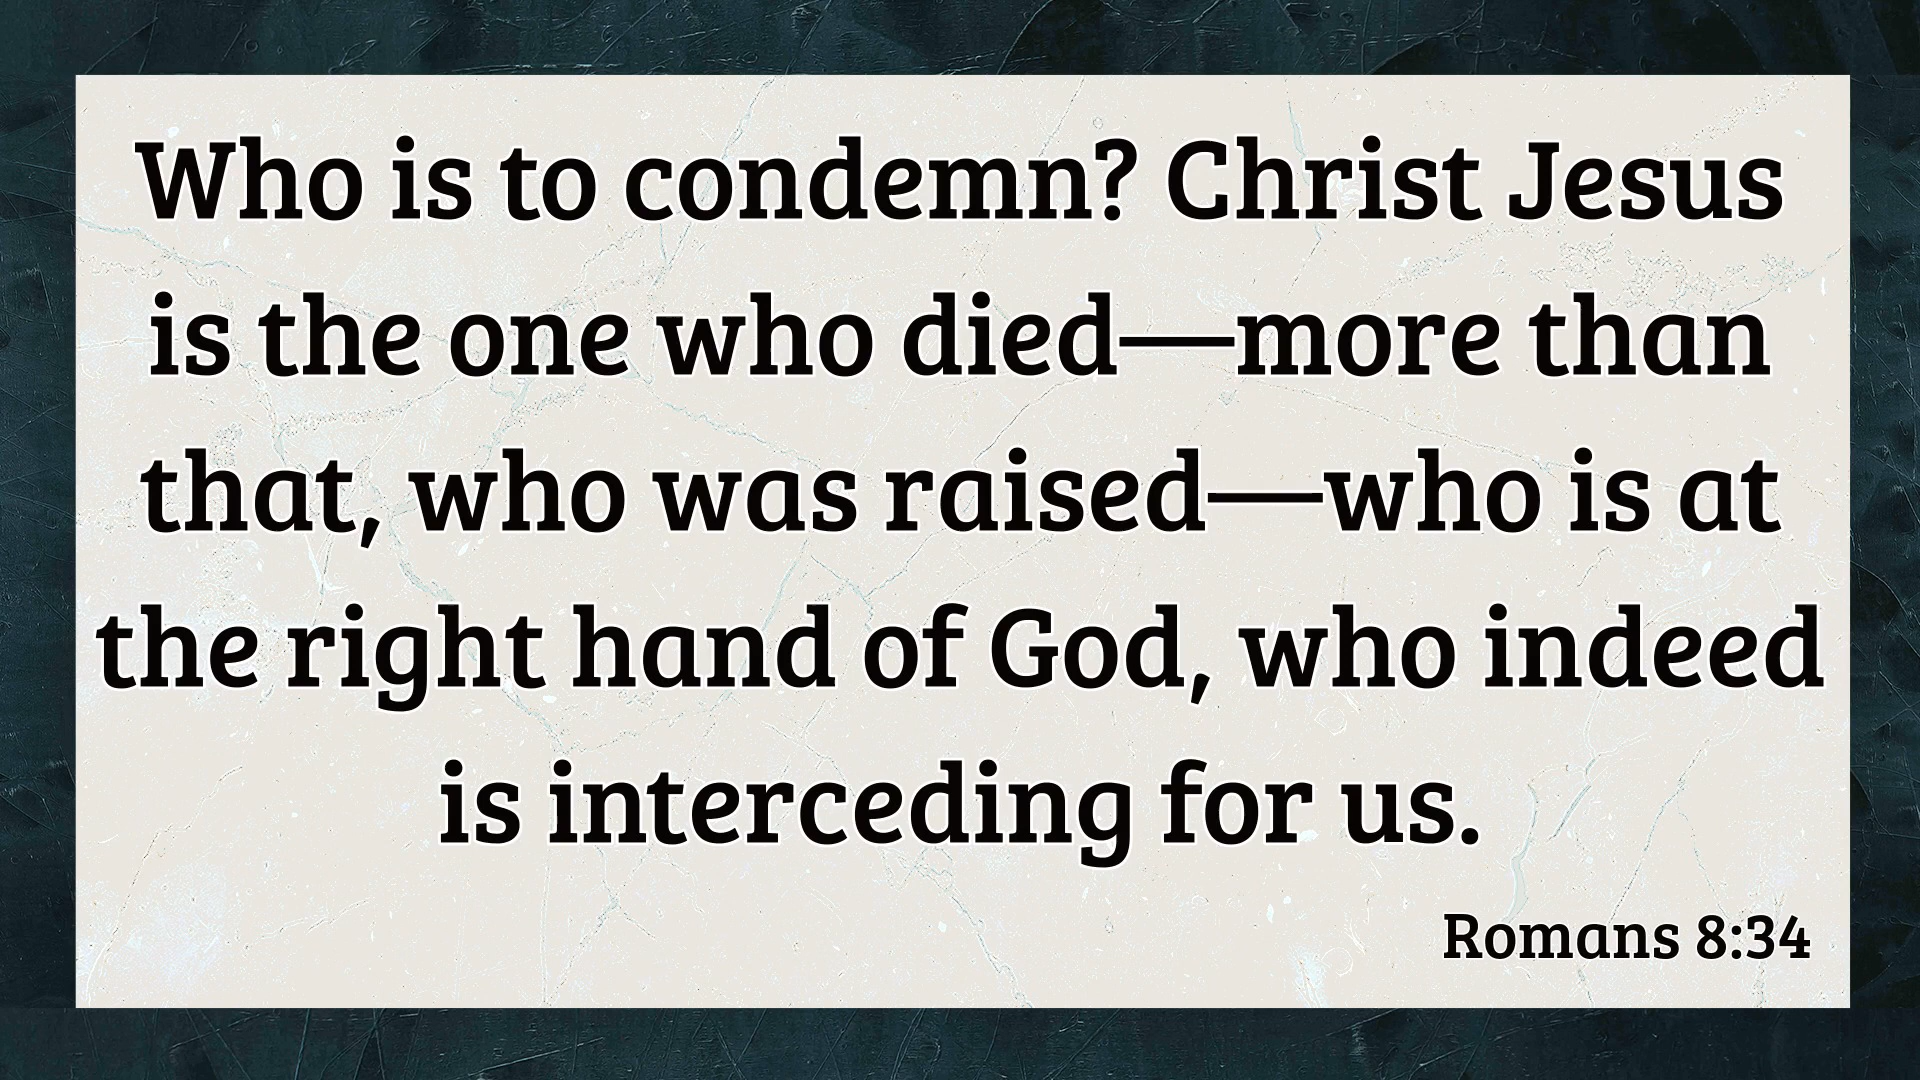 Who is to condemn? Christ Jesus
is the one who died—more than
that, who was raised—who is at
the right hand of God, who indeed
is interceding for us.
Romans 8:34